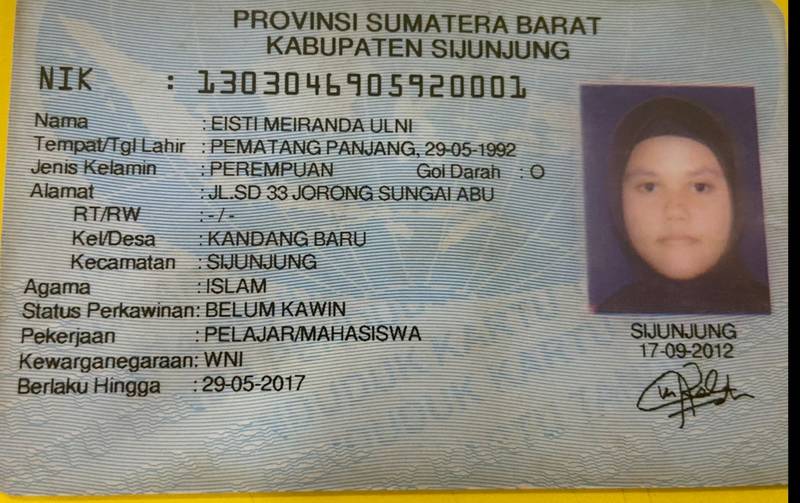 PROVINSI SUMATERA BARAT
KABUPATEN SIJUNJUNG
NIK : 1303046905920001
Nama : EISTI MEIRANDA ULNI
Tempat/Tgl Lahir : PEMATANG PANJANG, 29-05-1992
Jenis Kelamin : PEREMPUAN Gol Darah : O
Alamat : JL.SD 33 JORONG SUNGAI ABU
RT/RW : - / -
Kel/Desa : KANDANG BARU
Kecamatan : SIJUNJUNG
Agama : ISLAM
Status Perkawinan: BELUM KAWIN
Pekerjaan : PELAJAR/MAHASISWA
Kewarganegaraan: WNI
Berlaku Hingga : 29-05-2017
SIJUNJUNG
17-09-2012